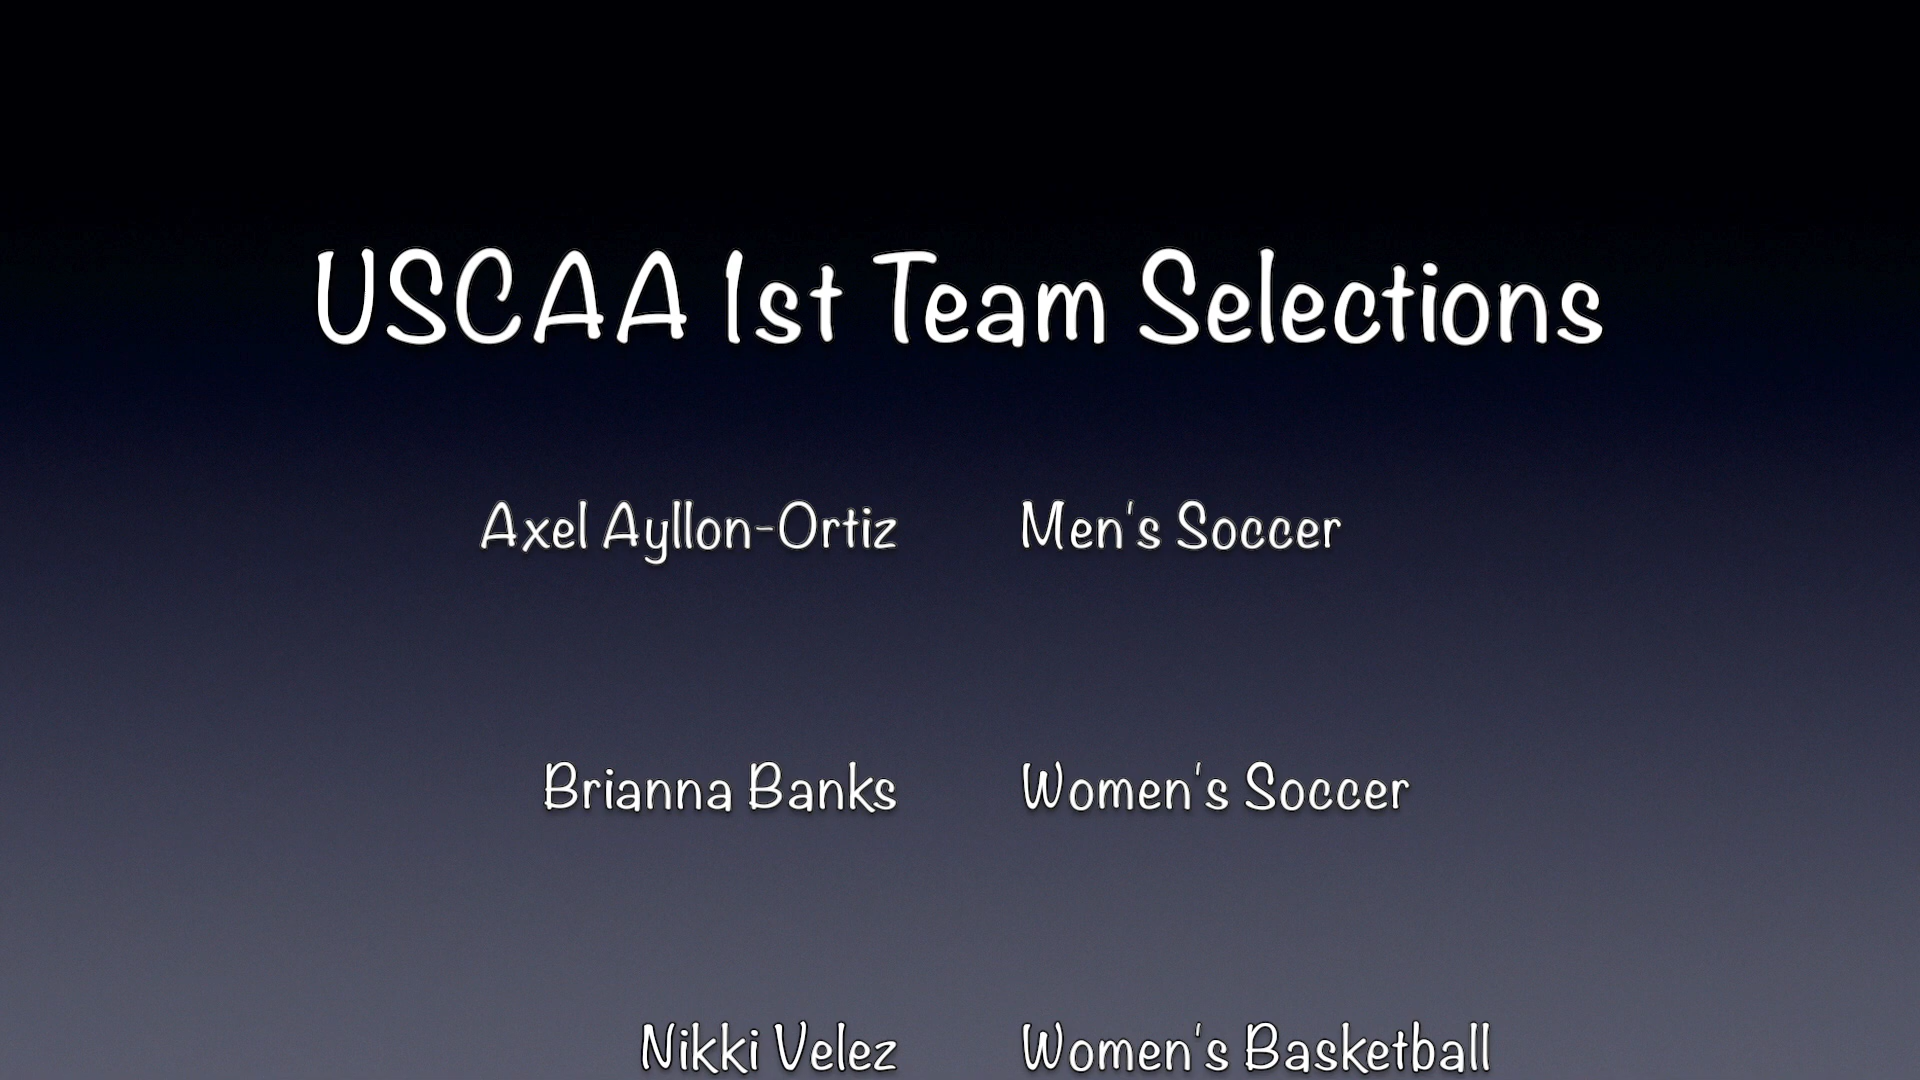 USCAA 1st Team Selections
Axel Ayllon-Ortiz Men's Soccer
Brianna Banks Women's Soccer
Nikki Velez Women's Basketball